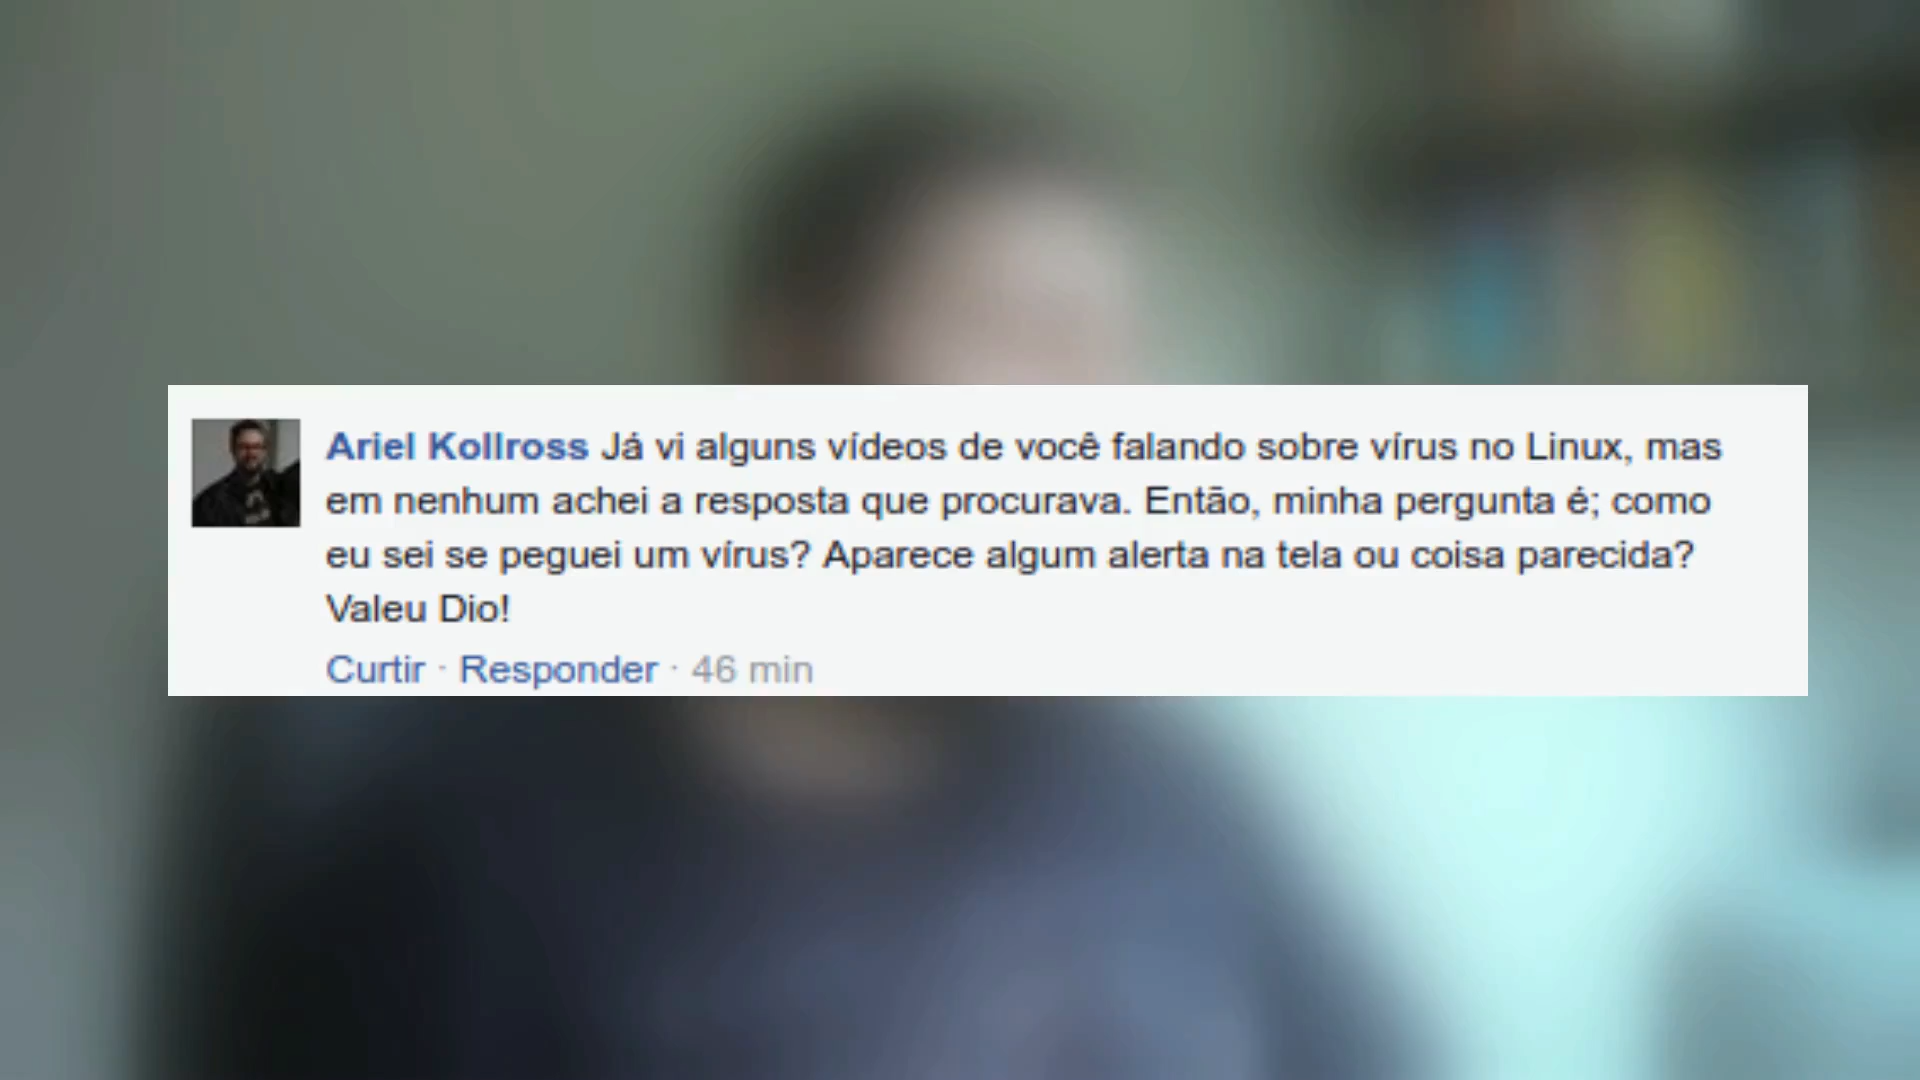 Ariel Kollross Já vi alguns vídeos de você falando sobre vírus no Linux, mas
em nenhum achei a resposta que procurava. Então, minha pergunta é; como
eu sei se peguei um vírus? Aparece algum alerta na tela ou coisa parecida?
Valeu Dio!
Curtir · Responder · 46 min